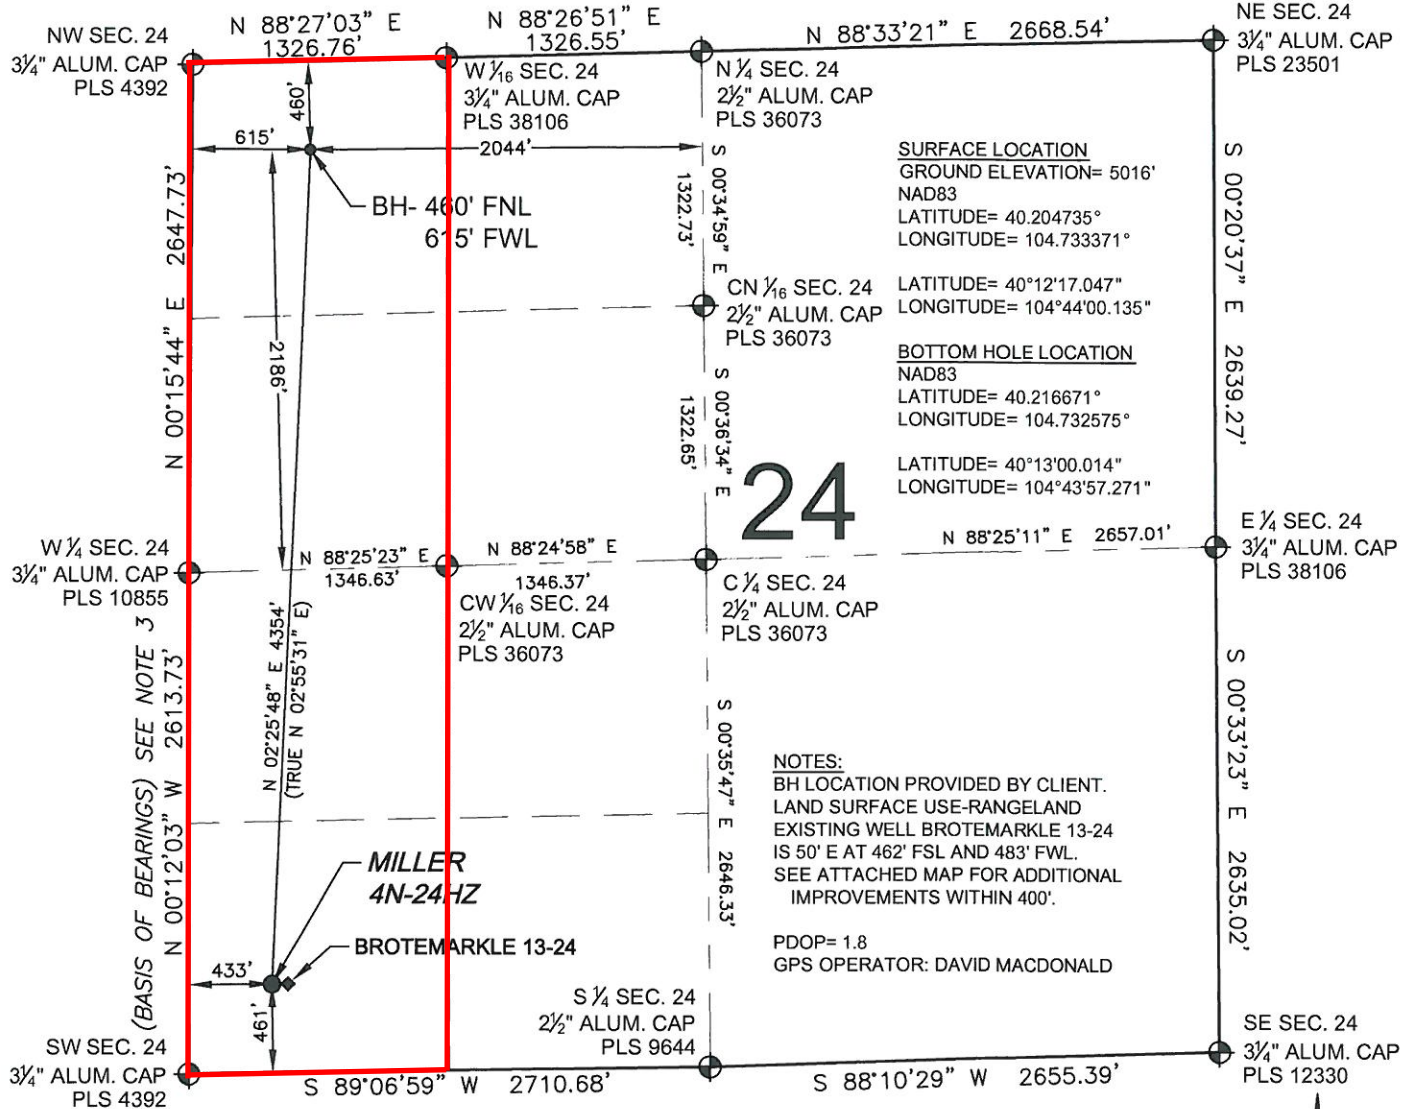 N 88°27'03" E
1326.76'
N 88°26'51" E
1326.55'
N 88°33'21" E 2668.54'
NW SEC. 24
3¼" ALUM. CAP
PLS 4392
W 1⁄16 SEC. 24
3¼" ALUM. CAP
PLS 38106
N ¼ SEC. 24
2½" ALUM. CAP
PLS 36073
NE SEC. 24
3¼" ALUM. CAP
PLS 23501
460'
615'
2044'
BH- 460' FNL
615' FWL
N 00°15'44" E 2647.73'
2186'
S 00°34'59" E
1322.73'
CN 1⁄16 SEC. 24
2½" ALUM. CAP
PLS 36073
S 00°36'34" E
1322.65'
SURFACE LOCATION
GROUND ELEVATION= 5016'
NAD83
LATITUDE= 40.204735°
LONGITUDE= 104.733371°
LATITUDE= 40°12'17.047"
LONGITUDE= 104°44'00.135"
BOTTOM HOLE LOCATION
NAD83
LATITUDE= 40.216671°
LONGITUDE= 104.732575°
LATITUDE= 40°13'00.014"
LONGITUDE= 104°43'57.271"
S 00°20'37" E 2639.27'
24
W ¼ SEC. 24
3¼" ALUM. CAP
PLS 10855
N 88°25'23" E
1346.63'
N 88°24'58" E
1346.37'
N 88°25'11" E 2657.01'
CW 1⁄16 SEC. 24
2½" ALUM. CAP
PLS 36073
C ¼ SEC. 24
2½" ALUM. CAP
PLS 36073
E ¼ SEC. 24
3¼" ALUM. CAP
PLS 38106
(BASIS OF BEARINGS) SEE NOTE 3
N 00°12'03" W 2613.73'
N 02°25'48" E 4354'
(TRUE N 02°55'31" E)
S 00°35'47" E 2646.33'
S 00°33'23" E 2635.02'
NOTES:
BH LOCATION PROVIDED BY CLIENT.
LAND SURFACE USE-RANGELAND
EXISTING WELL BROTEMARKLE 13-24
IS 50' E AT 462' FSL AND 483' FWL.
SEE ATTACHED MAP FOR ADDITIONAL
IMPROVEMENTS WITHIN 400'.
PDOP= 1.8
GPS OPERATOR: DAVID MACDONALD
MILLER
4N-24HZ
BROTEMARKLE 13-24
433'
461'
SW SEC. 24
3¼" ALUM. CAP
PLS 4392
S 89°06'59" W 2710.68'
S ¼ SEC. 24
2½" ALUM. CAP
PLS 9644
S 88°10'29" W 2655.39'
SE SEC. 24
3¼" ALUM. CAP
PLS 12330